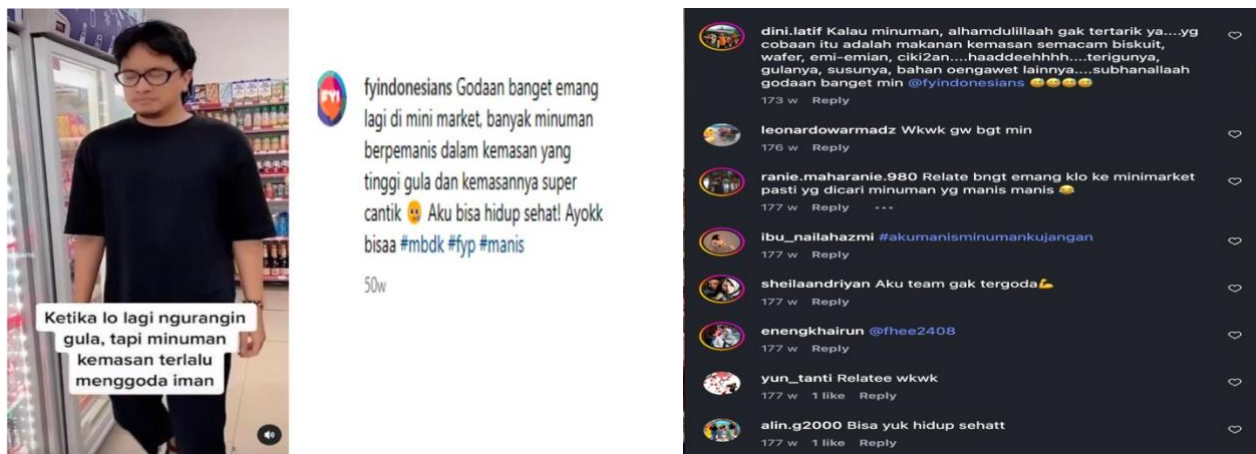 Ketika lo lagi ngurangin
gula, tapi minuman
kemasan terlalu
menggoda iman
FYI
fyindonesians Godaan banget emang
lagi di mini market, banyak minuman
berpemanis dalam kemasan yang
tinggi gula dan kemasannya super
cantik 🫠 Aku bisa hidup sehat! Ayokk
bisaa #mbdk #fyp #manis
50w
dini.latif Kalau minuman, alhamdulillaah gak tertarik ya....yg
cobaan itu adalah makanan kemasan semacam biskuit,
wafer, emi-emian, ciki2an....haaddeehhhh....terigunya,
gulanya, susunya, bahan oengawet lainnya....subhanallaah
godaan banget min @fyindonesians 😅😅😅😅
173 w Reply
leonardowarmadz Wkwk gw bgt min
176 w Reply
ranie.maharanie.980 Relate bngt emang klo ke minimarket
pasti yg dicari minuman yg manis manis 😂
177 w Reply ...
ibu_nailahazmi #akumanisminumankujangan
177 w Reply
sheilaandriyan Aku team gak tergoda💪
177 w Reply
enengkhairun @fhee2408
177 w Reply
yun_tanti Relatee wkwk
177 w 1 like Reply
alin.g2000 Bisa yuk hidup sehatt
177 w 1 like Reply